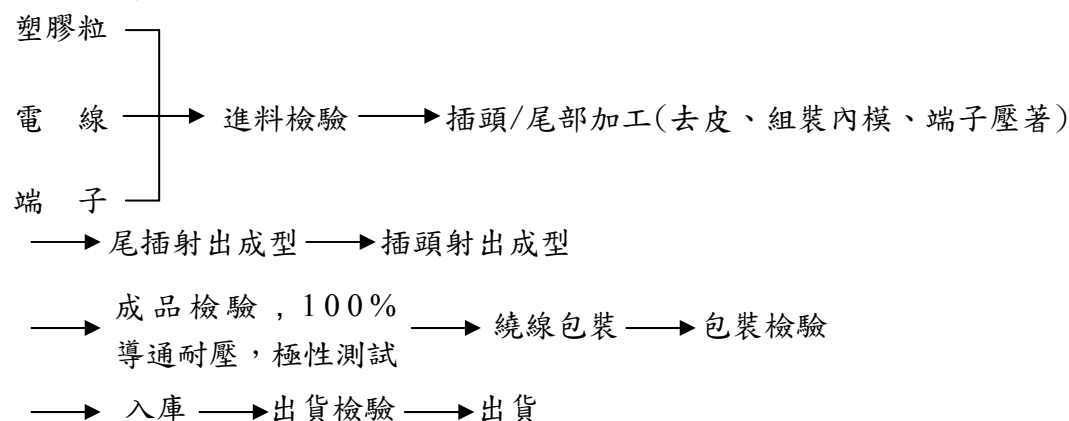 塑膠粒
電 線 進料檢驗 插頭/尾部加工(去皮、組裝內模、端子壓著)
端 子
尾插射出成型 插頭射出成型
成品檢驗，100%
導通耐壓，極性測試 繞線包裝 包裝檢驗
入庫 出貨檢驗 出貨